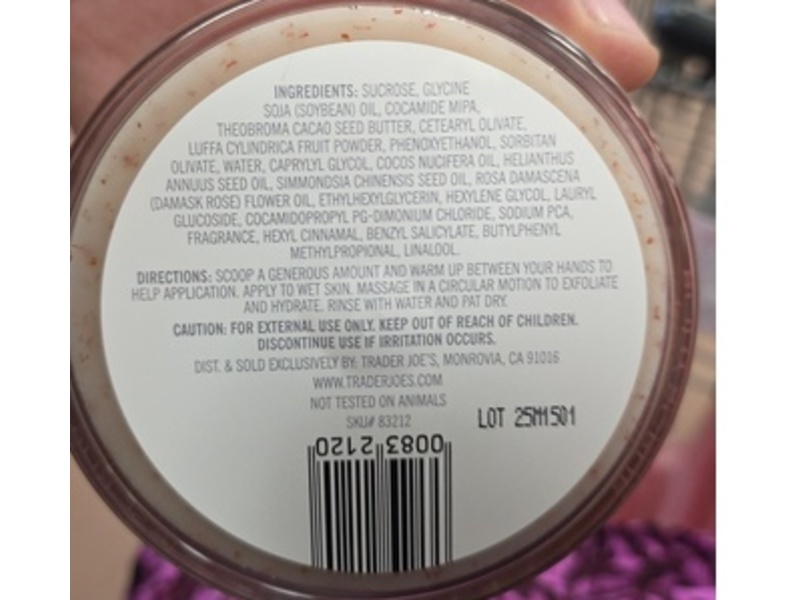 INGREDIENTS: SUCROSE, GLYCINE
SOJA (SOYBEAN) OIL, COCAMIDE MIPA,
THEOBROMA CACAO SEED BUTTER, CETEARYL OLIVATE,
LUFFA CYLINDRICA FRUIT POWDER, PHENOXYETHANOL, SORBITAN
OLIVATE, WATER, CAPRYLYL GLYCOL, COCOS NUCIFERA OIL, HELIANTHUS
ANNUUS SEED OIL, SIMMONDSIA CHINENSIS SEED OIL, ROSA DAMASCENA
(DAMASK ROSE) FLOWER OIL, ETHYLHEXYLGLYCERIN, HEXYLENE GLYCOL, LAURYL
GLUCOSIDE, COCAMIDOPROPYL PG-DIMONIUM CHLORIDE, SODIUM PCA,
FRAGRANCE, HEXYL CINNAMAL, BENZYL SALICYLATE, BUTYLPHENYL
METHYLPROPIONAL, LINALOOL.
DIRECTIONS: SCOOP A GENEROUS AMOUNT AND WARM UP BETWEEN YOUR HANDS TO
HELP APPLICATION. APPLY TO WET SKIN. MASSAGE IN A CIRCULAR MOTION TO EXFOLIATE
AND HYDRATE. RINSE WITH WATER AND PAT DRY.
CAUTION: FOR EXTERNAL USE ONLY. KEEP OUT OF REACH OF CHILDREN.
DISCONTINUE USE IF IRRITATION OCCURS.
DIST. & SOLD EXCLUSIVELY BY: TRADER JOE'S, MONROVIA, CA 91016
WWW.TRADERJOES.COM
NOT TESTED ON ANIMALS
SKU# 83212
LOT 25M1501
0083 2120